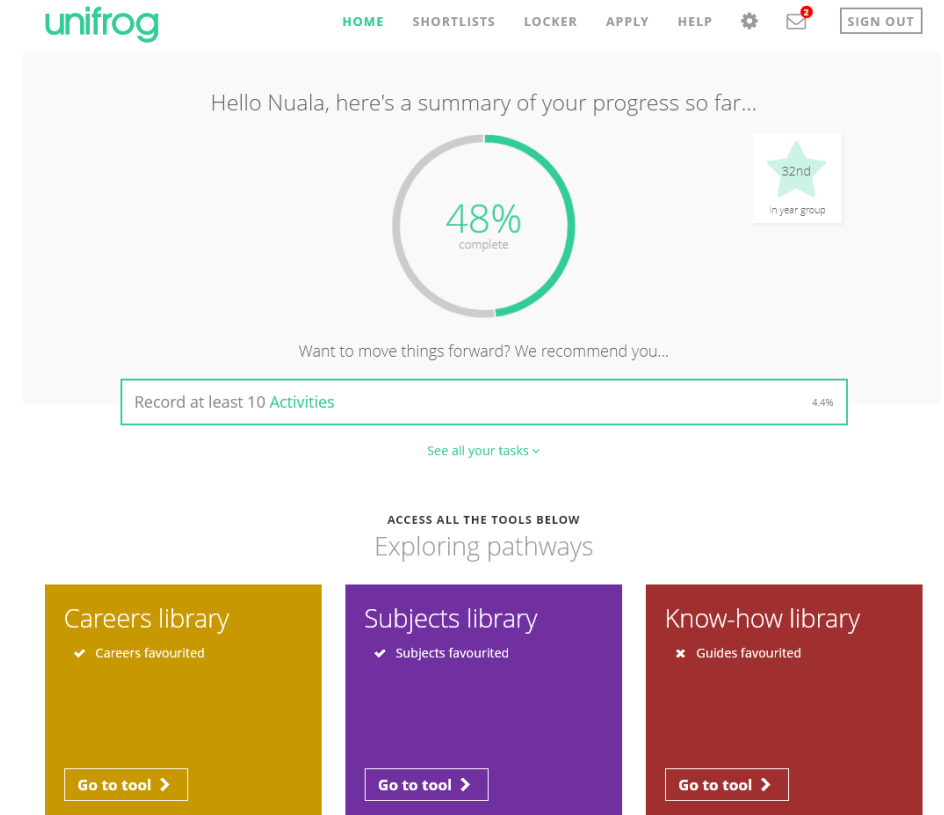 unifrog
HOME SHORTLISTS LOCKER APPLY HELP 2 SIGN OUT
Hello Nuala, here's a summary of your progress so far...
48%
complete
32nd
in year group
Want to move things forward? We recommend you...
Record at least 10 Activities 4.4%
See all your tasks
ACCESS ALL THE TOOLS BELOW
Exploring pathways
Careers library
Careers favourited
Go to tool
Subjects library
Subjects favourited
Go to tool
Know-how library
Guides favourited
Go to tool